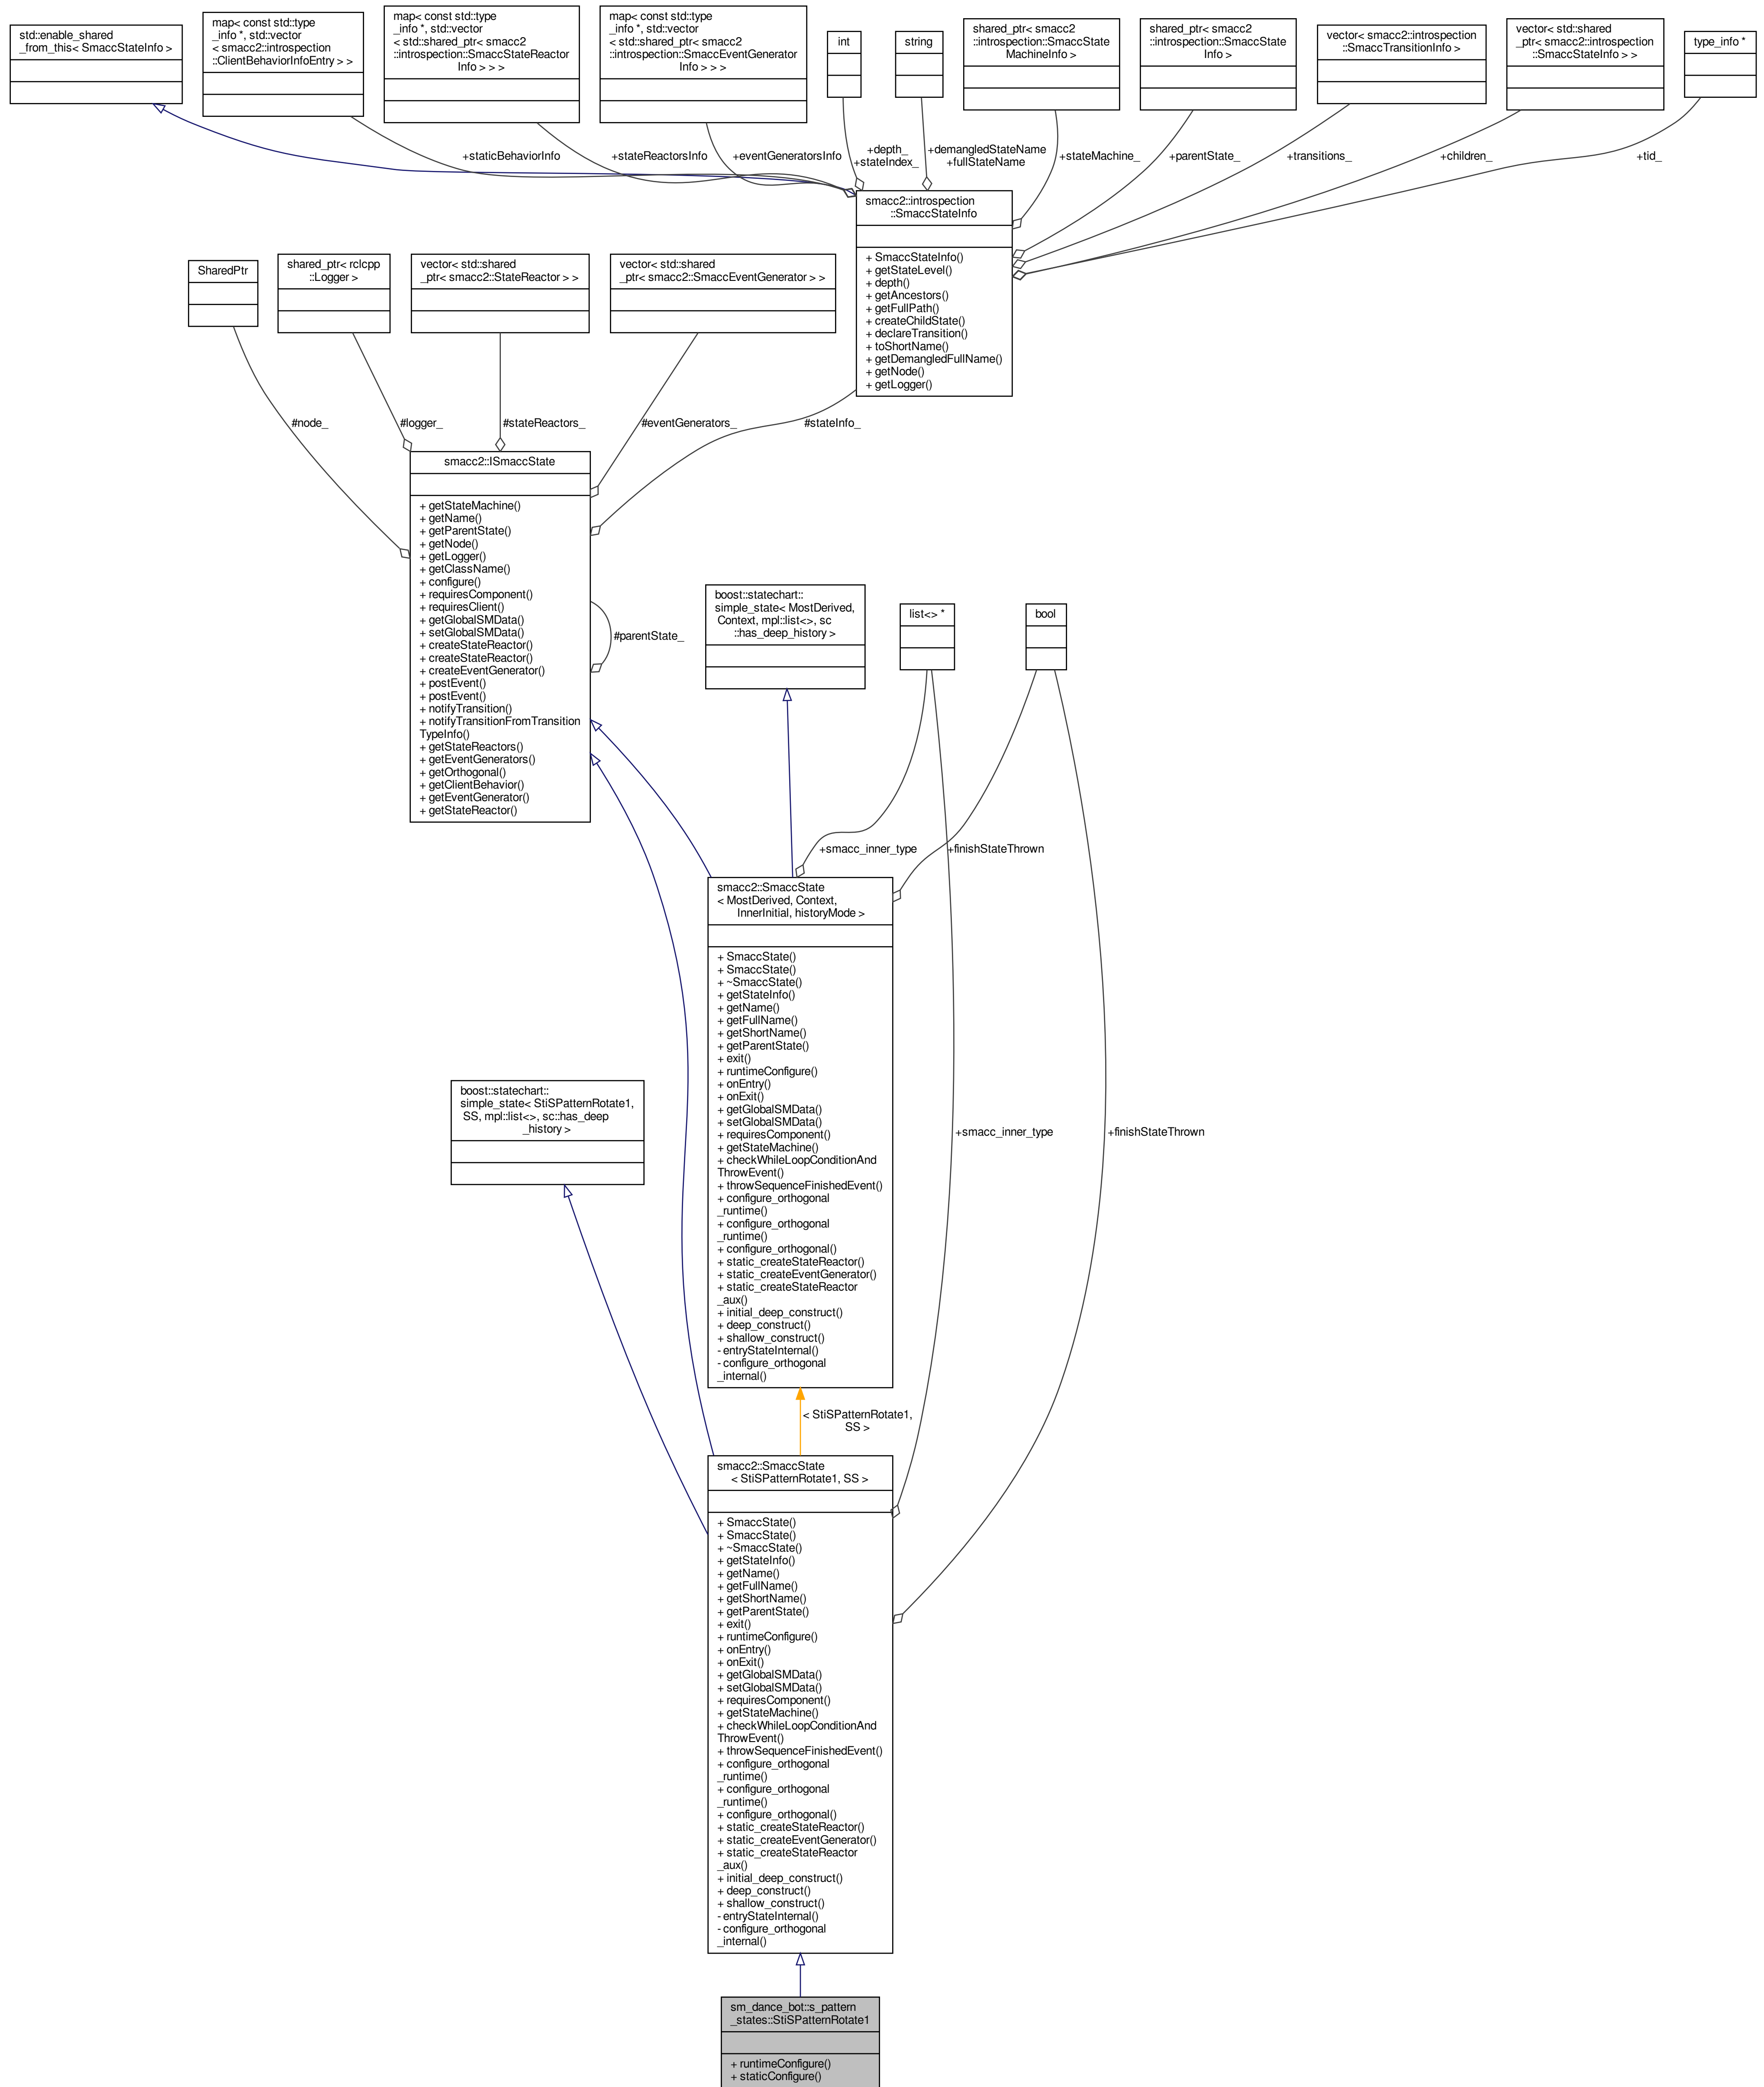 std::enable_shared
_from_this< SmaccStateInfo >
map< const std::type
_info *, std::vector
< smacc2::introspection
::ClientBehaviorInfoEntry > >
map< const std::type
_info *, std::vector
< std::shared_ptr< smacc2
::introspection::SmaccStateReactor
Info > > >
map< const std::type
_info *, std::vector
< std::shared_ptr< smacc2
::introspection::SmaccEventGenerator
Info > > >
int
string
shared_ptr< smacc2
::introspection::SmaccState
MachineInfo >
shared_ptr< smacc2
::introspection::SmaccState
Info >
vector< smacc2::introspection
::SmaccTransitionInfo >
vector< std::shared
_ptr< smacc2::introspection
::SmaccStateInfo > >
type_info *
+staticBehaviorInfo
+stateReactorsInfo
+eventGeneratorsInfo
+depth_
+stateIndex_
+demangledStateName
+fullStateName
+stateMachine_
+parentState_
+transitions_
+children_
+tid_
smacc2::introspection
::SmaccStateInfo
+ SmaccStateInfo()
+ getStateLevel()
+ depth()
+ getAncestors()
+ getFullPath()
+ createChildState()
+ declareTransition()
+ toShortName()
+ getDemangledFullName()
+ getNode()
+ getLogger()
SharedPtr
shared_ptr< rclcpp
::Logger >
vector< std::shared
_ptr< smacc2::StateReactor > >
vector< std::shared
_ptr< smacc2::SmaccEventGenerator > >
#node_
#logger_
#stateReactors_
#eventGenerators_
#stateInfo_
smacc2::ISmaccState
+ getStateMachine()
+ getName()
+ getParentState()
+ getNode()
+ getLogger()
+ getClassName()
+ configure()
+ requiresComponent()
+ requiresClient()
+ getGlobalSMData()
+ setGlobalSMData()
+ createStateReactor()
+ createStateReactor()
+ createEventGenerator()
+ postEvent()
+ postEvent()
+ notifyTransition()
+ notifyTransitionFromTransition
TypeInfo()
+ getStateReactors()
+ getEventGenerators()
+ getOrthogonal()
+ getClientBehavior()
+ getEventGenerator()
+ getStateReactor()
#parentState_
boost::statechart::
simple_state< MostDerived,
Context, mpl::list<>, sc
::has_deep_history >
list<> *
bool
+smacc_inner_type
+finishStateThrown
smacc2::SmaccState
< MostDerived, Context,
InnerInitial, historyMode >
+ SmaccState()
+ SmaccState()
+ ~SmaccState()
+ getStateInfo()
+ getName()
+ getFullName()
+ getShortName()
+ getParentState()
+ exit()
+ runtimeConfigure()
+ onEntry()
+ onExit()
+ getGlobalSMData()
+ setGlobalSMData()
+ requiresComponent()
+ getStateMachine()
+ checkWhileLoopConditionAnd
ThrowEvent()
+ throwSequenceFinishedEvent()
+ configure_orthogonal
_runtime()
+ configure_orthogonal
_runtime()
+ configure_orthogonal()
+ static_createStateReactor()
+ static_createEventGenerator()
+ static_createStateReactor
_aux()
+ initial_deep_construct()
+ deep_construct()
+ shallow_construct()
- entryStateInternal()
- configure_orthogonal
_internal()
boost::statechart::
simple_state< StiSPatternRotate1,
SS, mpl::list<>, sc::has_deep
_history >
+smacc_inner_type
+finishStateThrown
< StiSPatternRotate1,
SS >
smacc2::SmaccState
< StiSPatternRotate1, SS >
+ SmaccState()
+ SmaccState()
+ ~SmaccState()
+ getStateInfo()
+ getName()
+ getFullName()
+ getShortName()
+ getParentState()
+ exit()
+ runtimeConfigure()
+ onEntry()
+ onExit()
+ getGlobalSMData()
+ setGlobalSMData()
+ requiresComponent()
+ getStateMachine()
+ checkWhileLoopConditionAnd
ThrowEvent()
+ throwSequenceFinishedEvent()
+ configure_orthogonal
_runtime()
+ configure_orthogonal
_runtime()
+ configure_orthogonal()
+ static_createStateReactor()
+ static_createEventGenerator()
+ static_createStateReactor
_aux()
+ initial_deep_construct()
+ deep_construct()
+ shallow_construct()
- entryStateInternal()
- configure_orthogonal
_internal()
sm_dance_bot::s_pattern
_states::StiSPatternRotate1
+ runtimeConfigure()
+ staticConfigure()